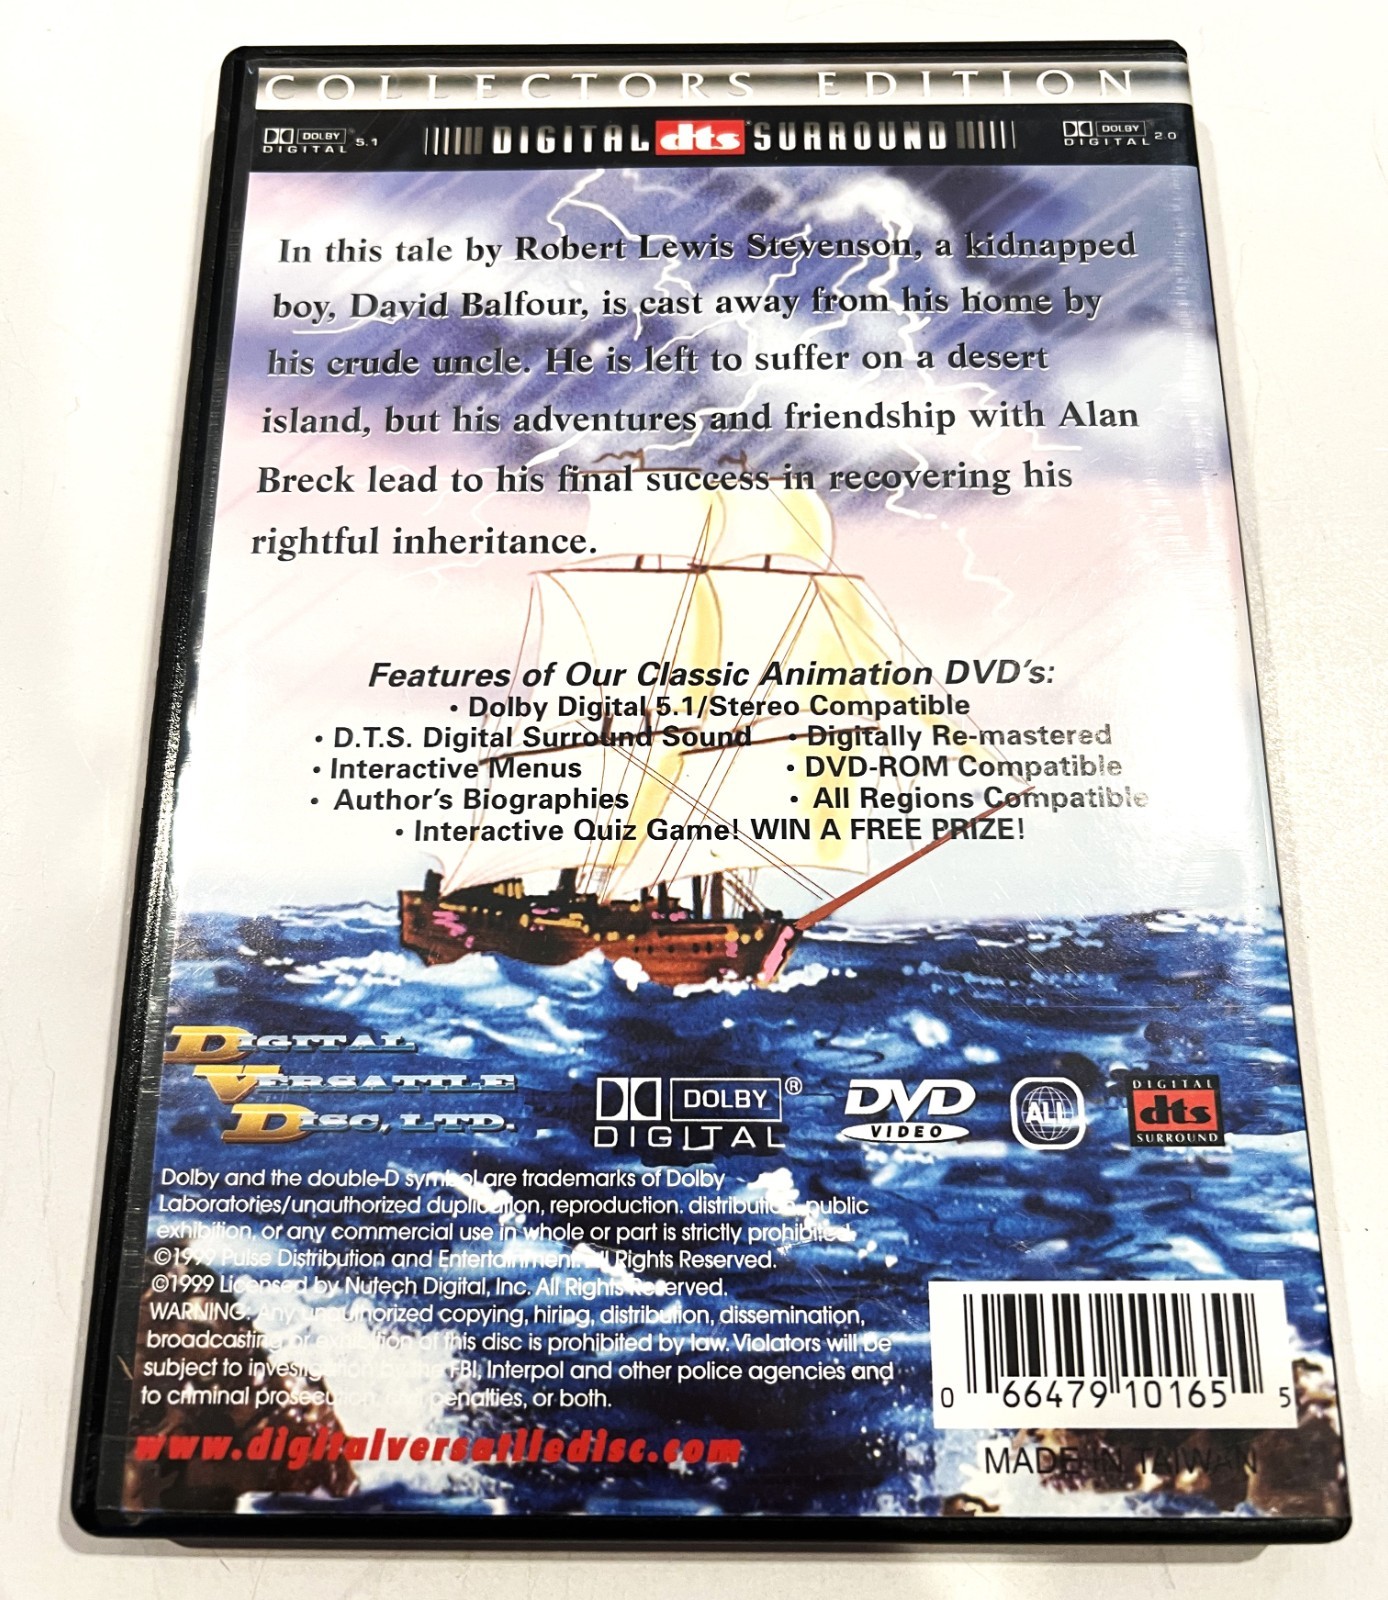 COLLECTORS EDITION
DOLBY DIGITAL 5.1 DIGITAL dts SURROUND DOLBY DIGITAL 2.0
In this tale by Robert Lewis Stevenson, a kidnapped
boy, David Balfour, is cast away from his home by
his crude uncle. He is left to suffer on a desert
island, but his adventures and friendship with Alan
Breck lead to his final success in recovering his
rightful inheritance.
Features of Our Classic Animation DVD's:
• Dolby Digital 5.1/Stereo Compatible
• D.T.S. Digital Surround Sound • Digitally Re-mastered
• Interactive Menus • DVD-ROM Compatible
• Author's Biographies • All Regions Compatible
• Interactive Quiz Game! WIN A FREE PRIZE!
DIGITAL
VERSATILE
DISC, LTD.
DOLBY®
DIGITAL
DVD
VIDEO
ALL
DIGITAL
dts
SURROUND
Dolby and the double-D symbol are trademarks of Dolby
Laboratories/unauthorized duplication, reproduction. distribution, public
exhibition, or any commercial use in whole or part is strictly prohibited.
©1999 Pulse Distribution and Entertainment. All Rights Reserved.
©1999 Licensed by Nutech Digital, Inc. All Rights Reserved.
WARNING: Any unauthorized copying, hiring, distribution, dissemination,
broadcasting or exhibition of this disc is prohibited by law. Violators will be
subject to investigation by the FBI, Interpol and other police agencies and
to criminal prosecution, penalties, or both.
www.digitalversatiledisc.com
0 66479 10165 5
MADE IN TAIWAN